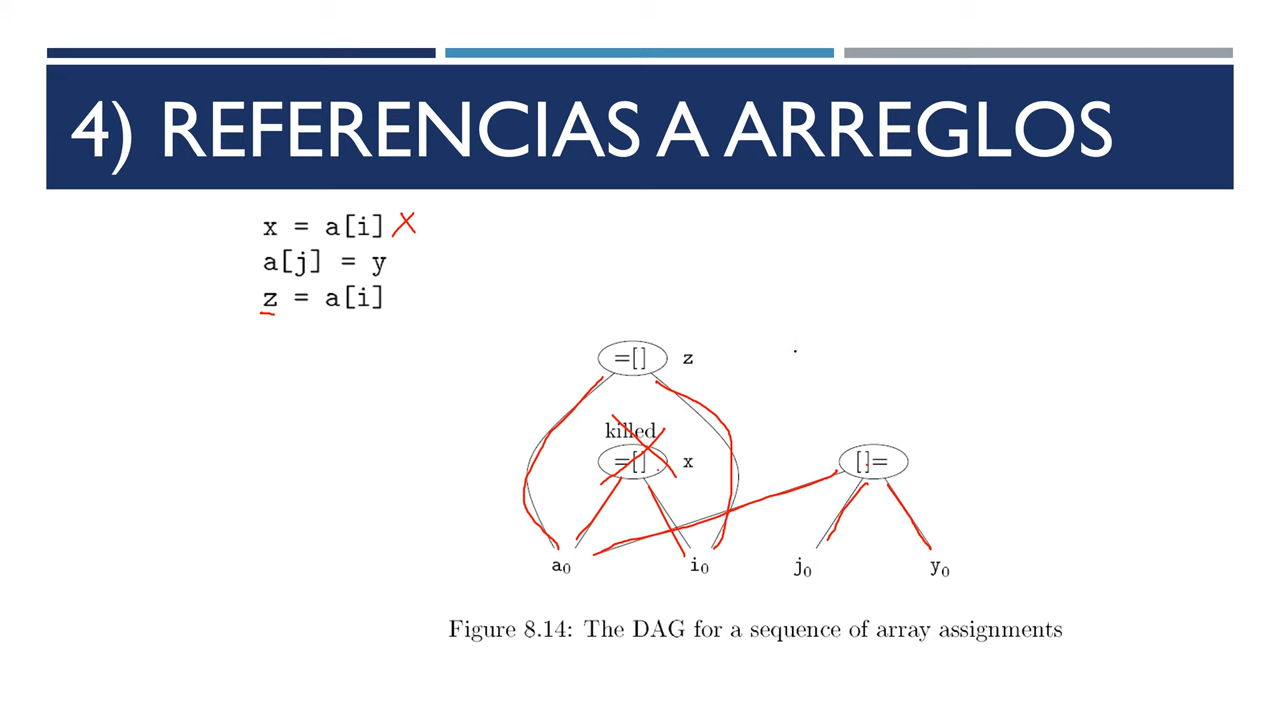 4) REFERENCIAS A ARREGLOS
x = a[i] X
a[j] = y
z = a[i]
=[] z
killed
=[] x
[]=
a₀ i₀ j₀ y₀
Figure 8.14: The DAG for a sequence of array assignments